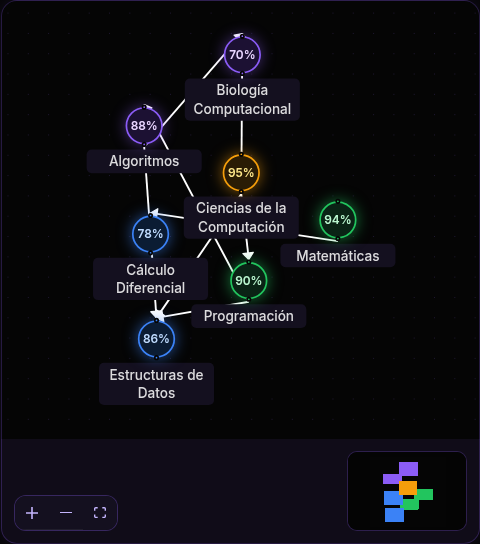 70%
Biología
Computacional
88%
Algoritmos
95%
Ciencias de la
Computación
94%
Matemáticas
78%
Cálculo
Diferencial
90%
Programación
86%
Estructuras de
Datos